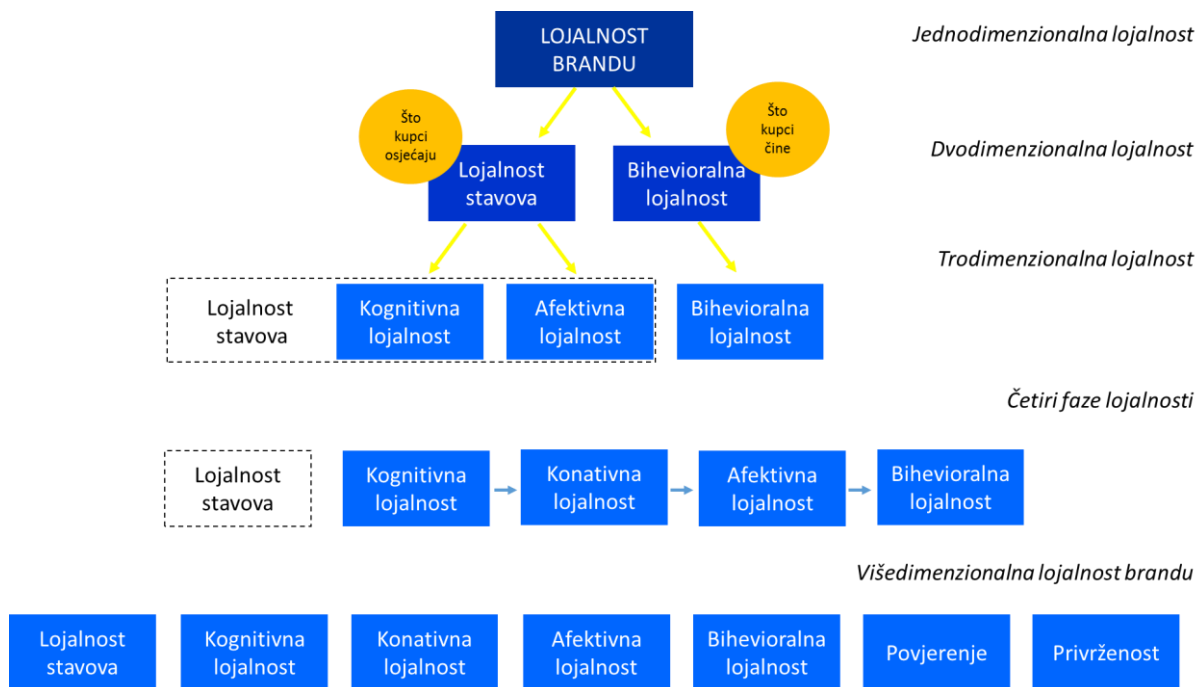 LOJALNOST
BRANDU
Jednodimenzionalna lojalnost
Što
kupci
osjećaju
Što
kupci
čine
Dvodimenzionalna lojalnost
Lojalnost
stavova
Bihevioralna
lojalnost
Trodimenzionalna lojalnost
Lojalnost
stavova
Kognitivna
lojalnost
Afektivna
lojalnost
Bihevioralna
lojalnost
Četiri faze lojalnosti
Lojalnost
stavova
Kognitivna
lojalnost
Konativna
lojalnost
Afektivna
lojalnost
Bihevioralna
lojalnost
Višedimenzionalna lojalnost brandu
Lojalnost
stavova
Kognitivna
lojalnost
Konativna
lojalnost
Afektivna
lojalnost
Bihevioralna
lojalnost
Povjerenje
Privrženost